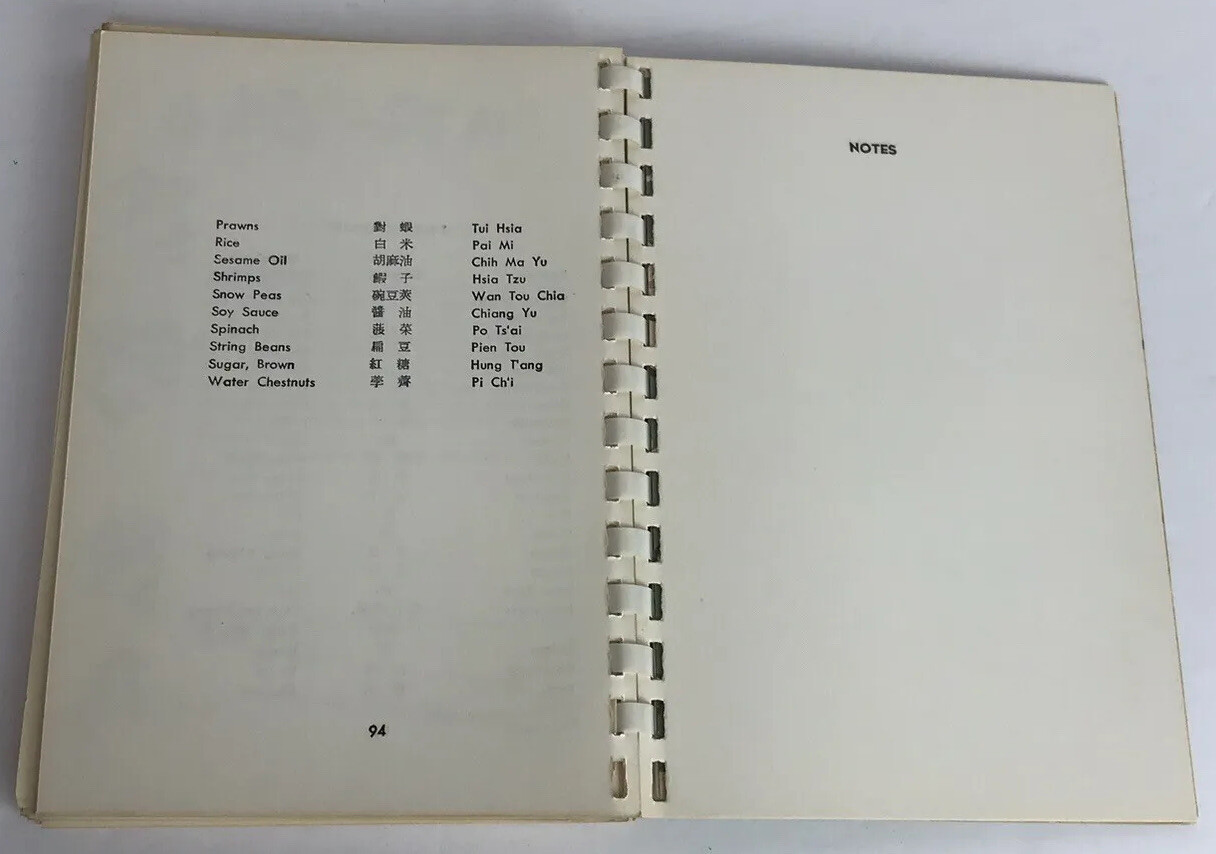 Prawns 對 蝦 Tui Hsia
Rice 白 米 Pai Mi
Sesame Oil 胡麻油 Chih Ma Yu
Shrimps 蝦 子 Hsia Tzu
Snow Peas 豌豆莢 Wan Tou Chia
Soy Sauce 醬 油 Chiang Yu
Spinach 菠 菜 Po Ts'ai
String Beans 扁 豆 Pien Tou
Sugar, Brown 紅 糖 Hung T'ang
Water Chestnuts 荸 薺 Pi Ch'i
94
NOTES